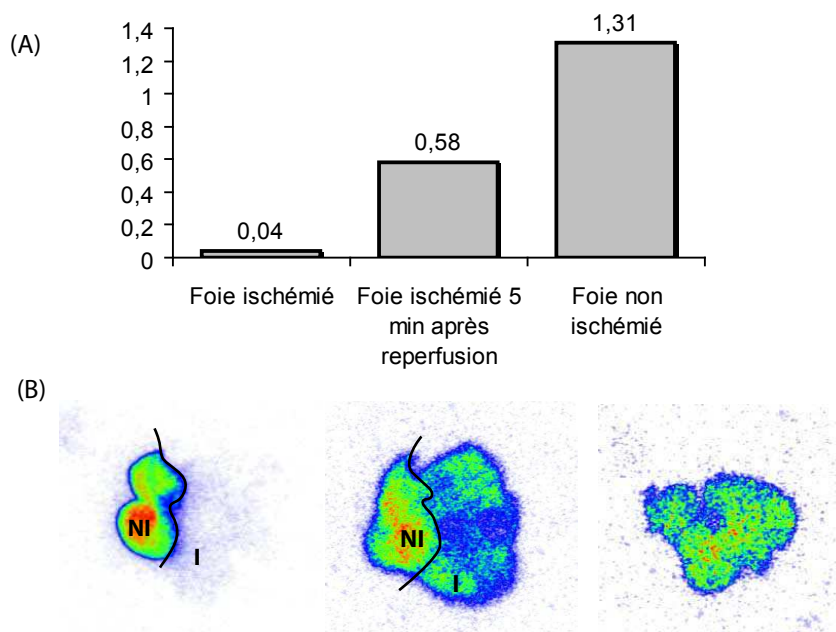 (A)
1,4
1,2
1
0,8
0,6
0,4
0,2
0
0,04
0,58
1,31
Foie ischémié
Foie ischémié 5
min après
reperfusion
Foie non
ischémié
(B)
NI
I
NI
I